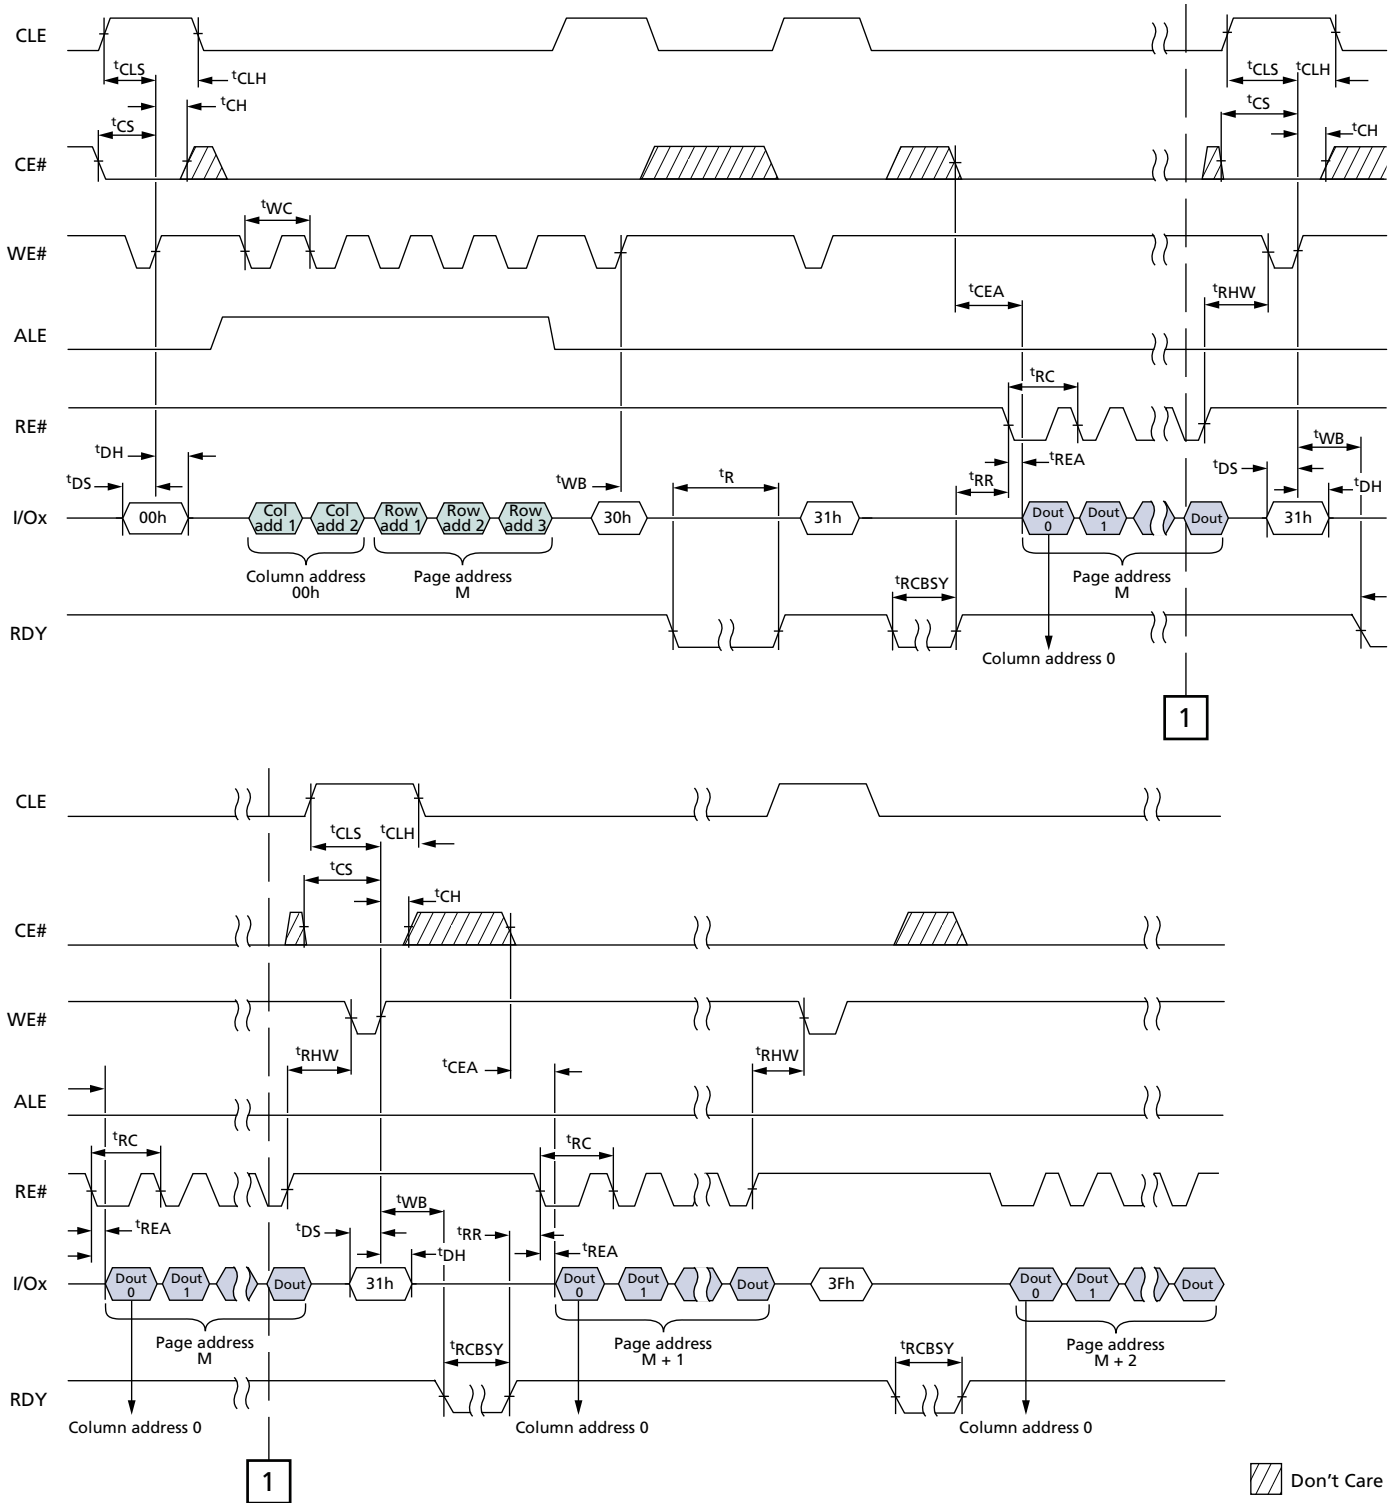 CLE
tCLS
tCLH
tCLS
tCLH
tCH
tCS
tCS
tCH
CE#
tWC
WE#
tCEA
tRHW
ALE
tRC
RE#
tDH
tWB
tREA
tDS
tWB
tR
tRR
tDS
tDH
I/Ox
00h
Col add 1
Col add 2
Row add 1
Row add 2
Row add 3
30h
31h
Dout 0
Dout 1
Dout
31h
Column address
00h
Page address
M
Page address
M
tRCBSY
RDY
Column address 0
1
CLE
tCLS
tCLH
tCS
tCH
CE#
WE#
tRHW
tCEA
tRHW
ALE
tRC
tRC
RE#
tREA
tWB
tDS
tRR
tDH
tREA
I/Ox
Dout 0
Dout 1
Dout
31h
Dout 0
Dout 1
Dout
3Fh
Dout 0
Dout 1
Dout
Page address
M
Page address
M + 1
Page address
M + 2
tRCBSY
tRCBSY
RDY
Column address 0
Column address 0
Column address 0
1
Don't Care